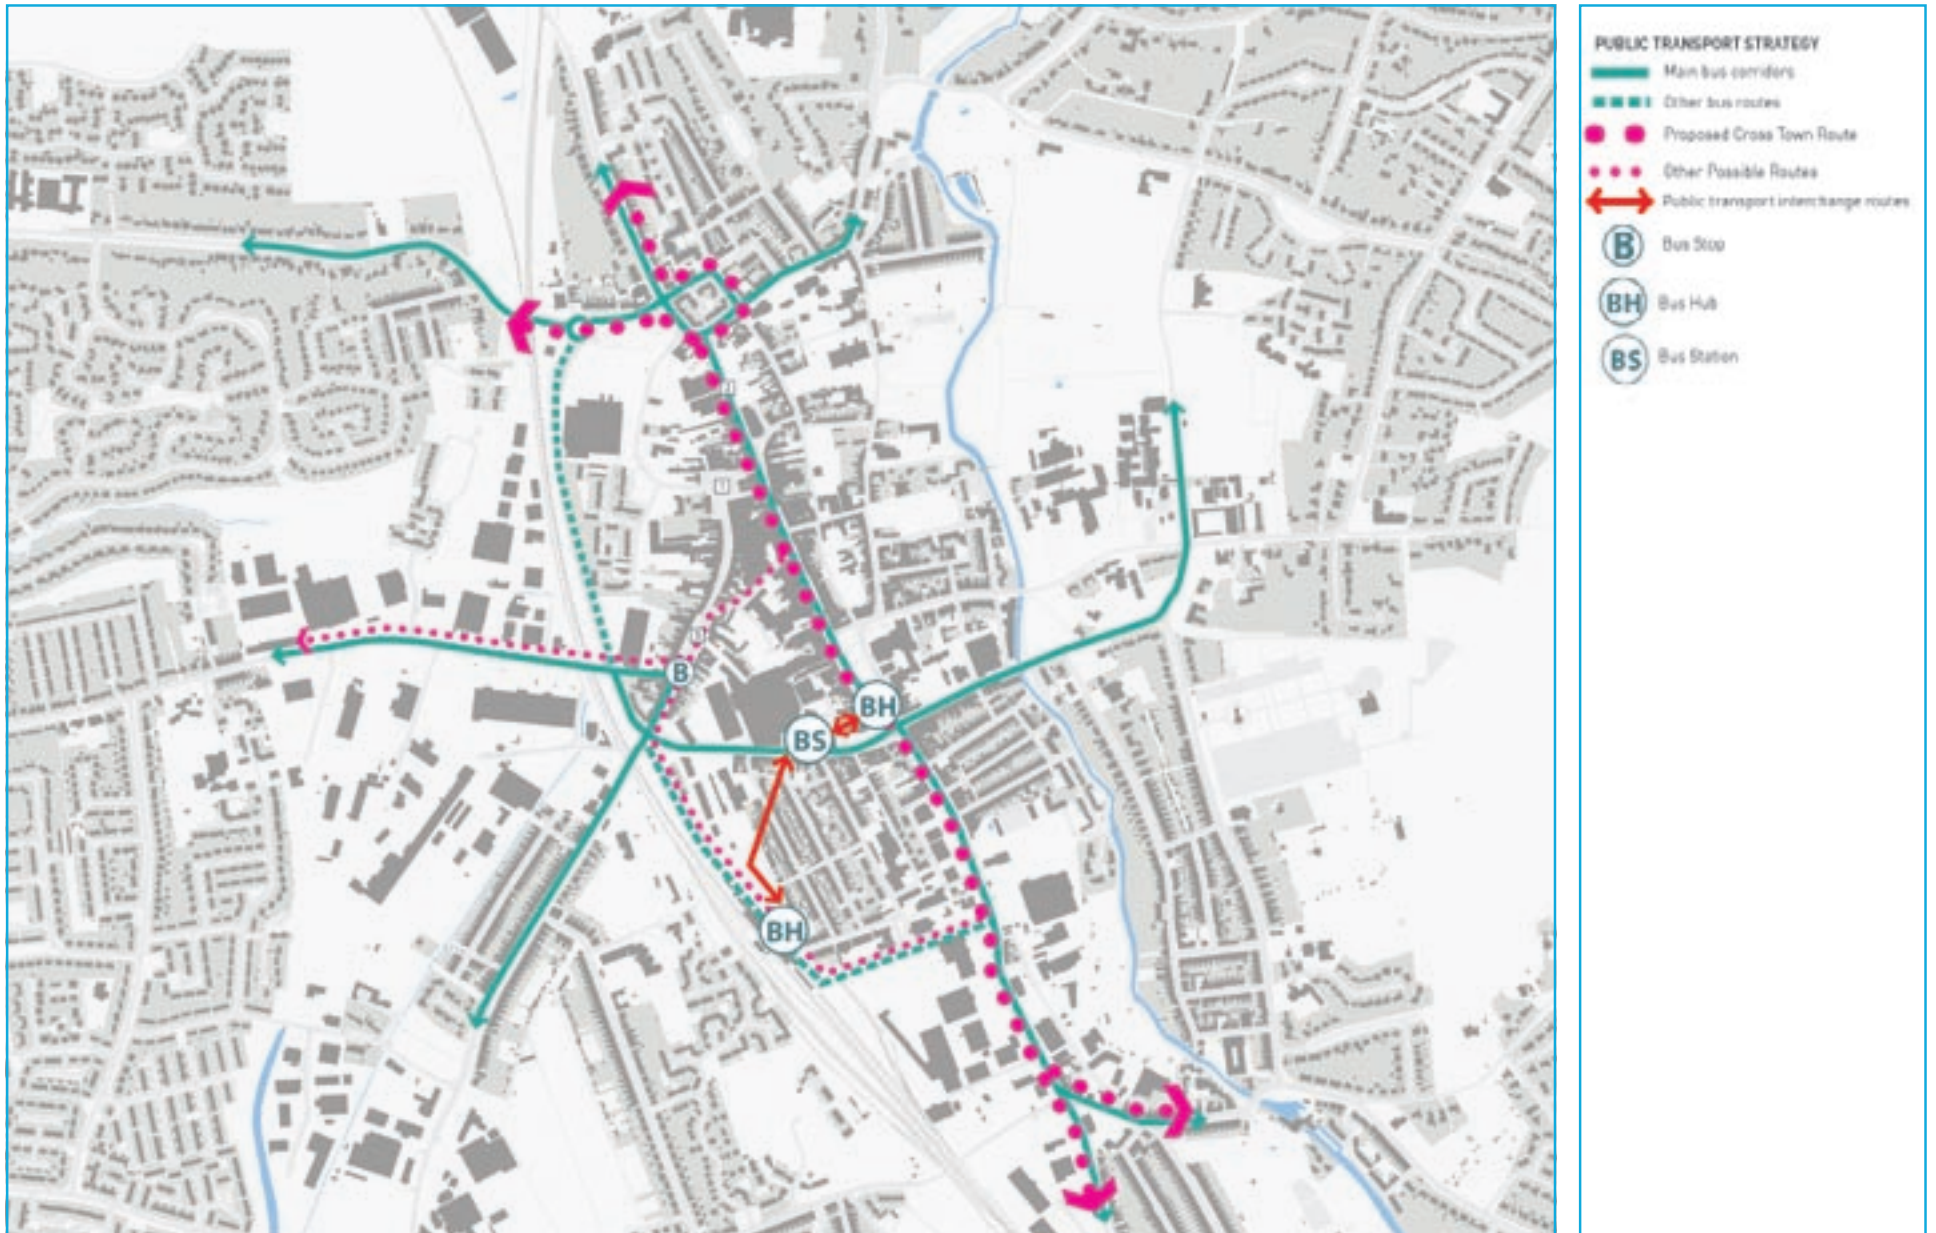 PUBLIC TRANSPORT STRATEGY
Main bus corridors
Other bus routes
Proposed Cross Town Route
Other Possible Routes
Public transport interchange routes
B Bus Stop
BH Bus Hub
BS Bus Station
B
BH
BS
BH